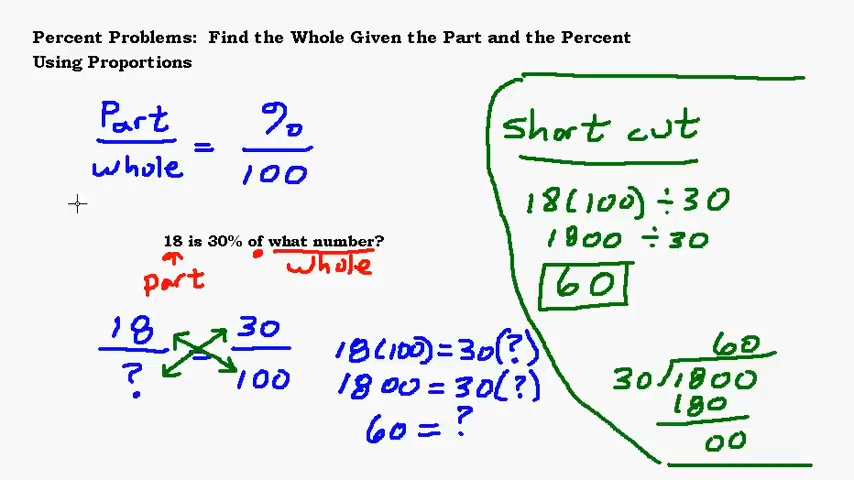 Percent Problems: Find the Whole Given the Part and the Percent
Using Proportions
Part
whole
=
%
100
18 is 30% of what number?
part
whole
18
?
=
30
100
18(100) = 30(?)
1800 = 30(?)
60 = ?
Short cut
18(100) ÷ 30
1800 ÷ 30
60
60
30 1800
180
00